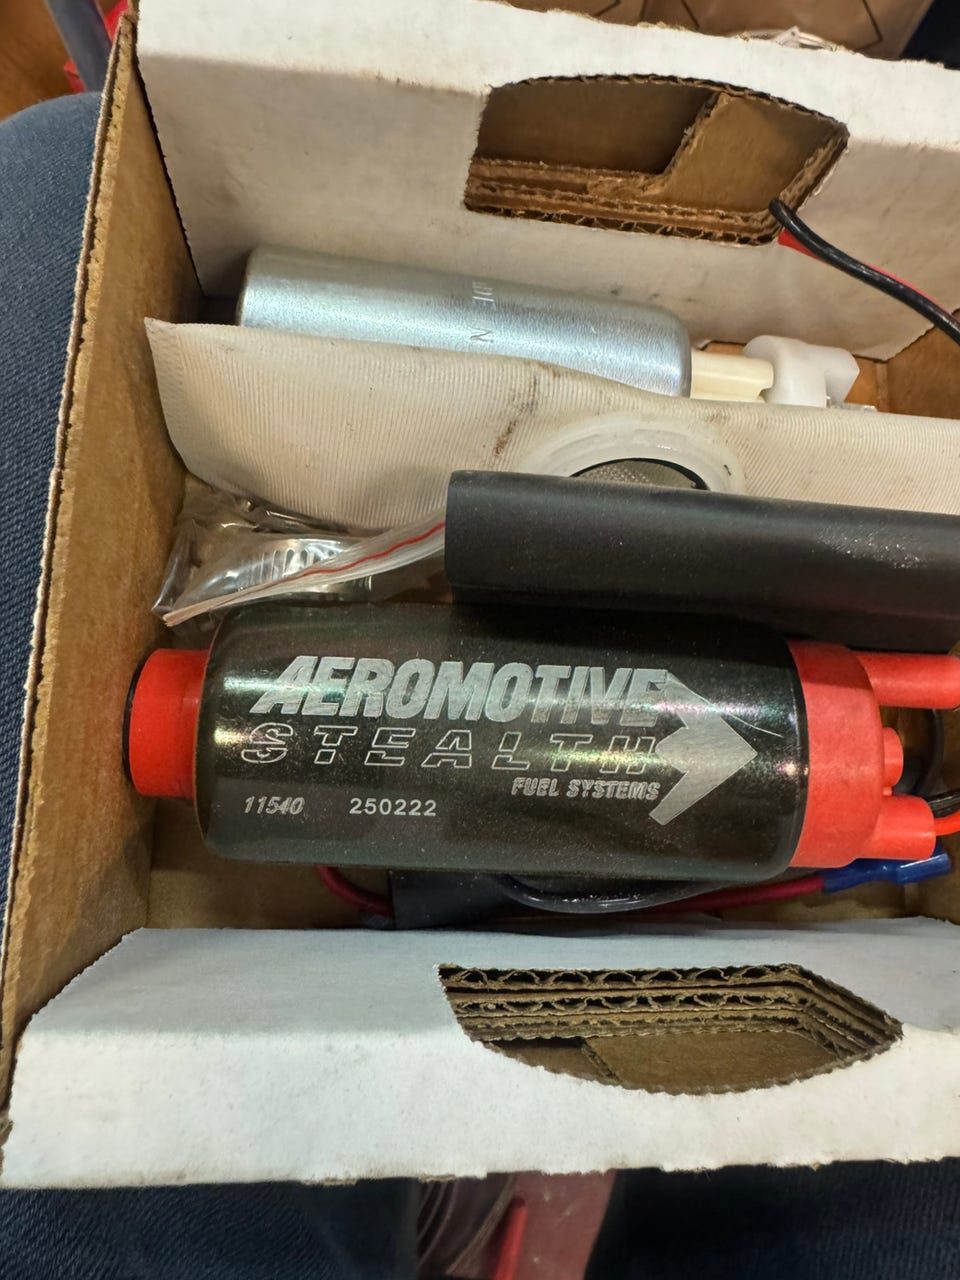 AEROMOTIVE
STEALTH
FUEL SYSTEMS
11540 250222